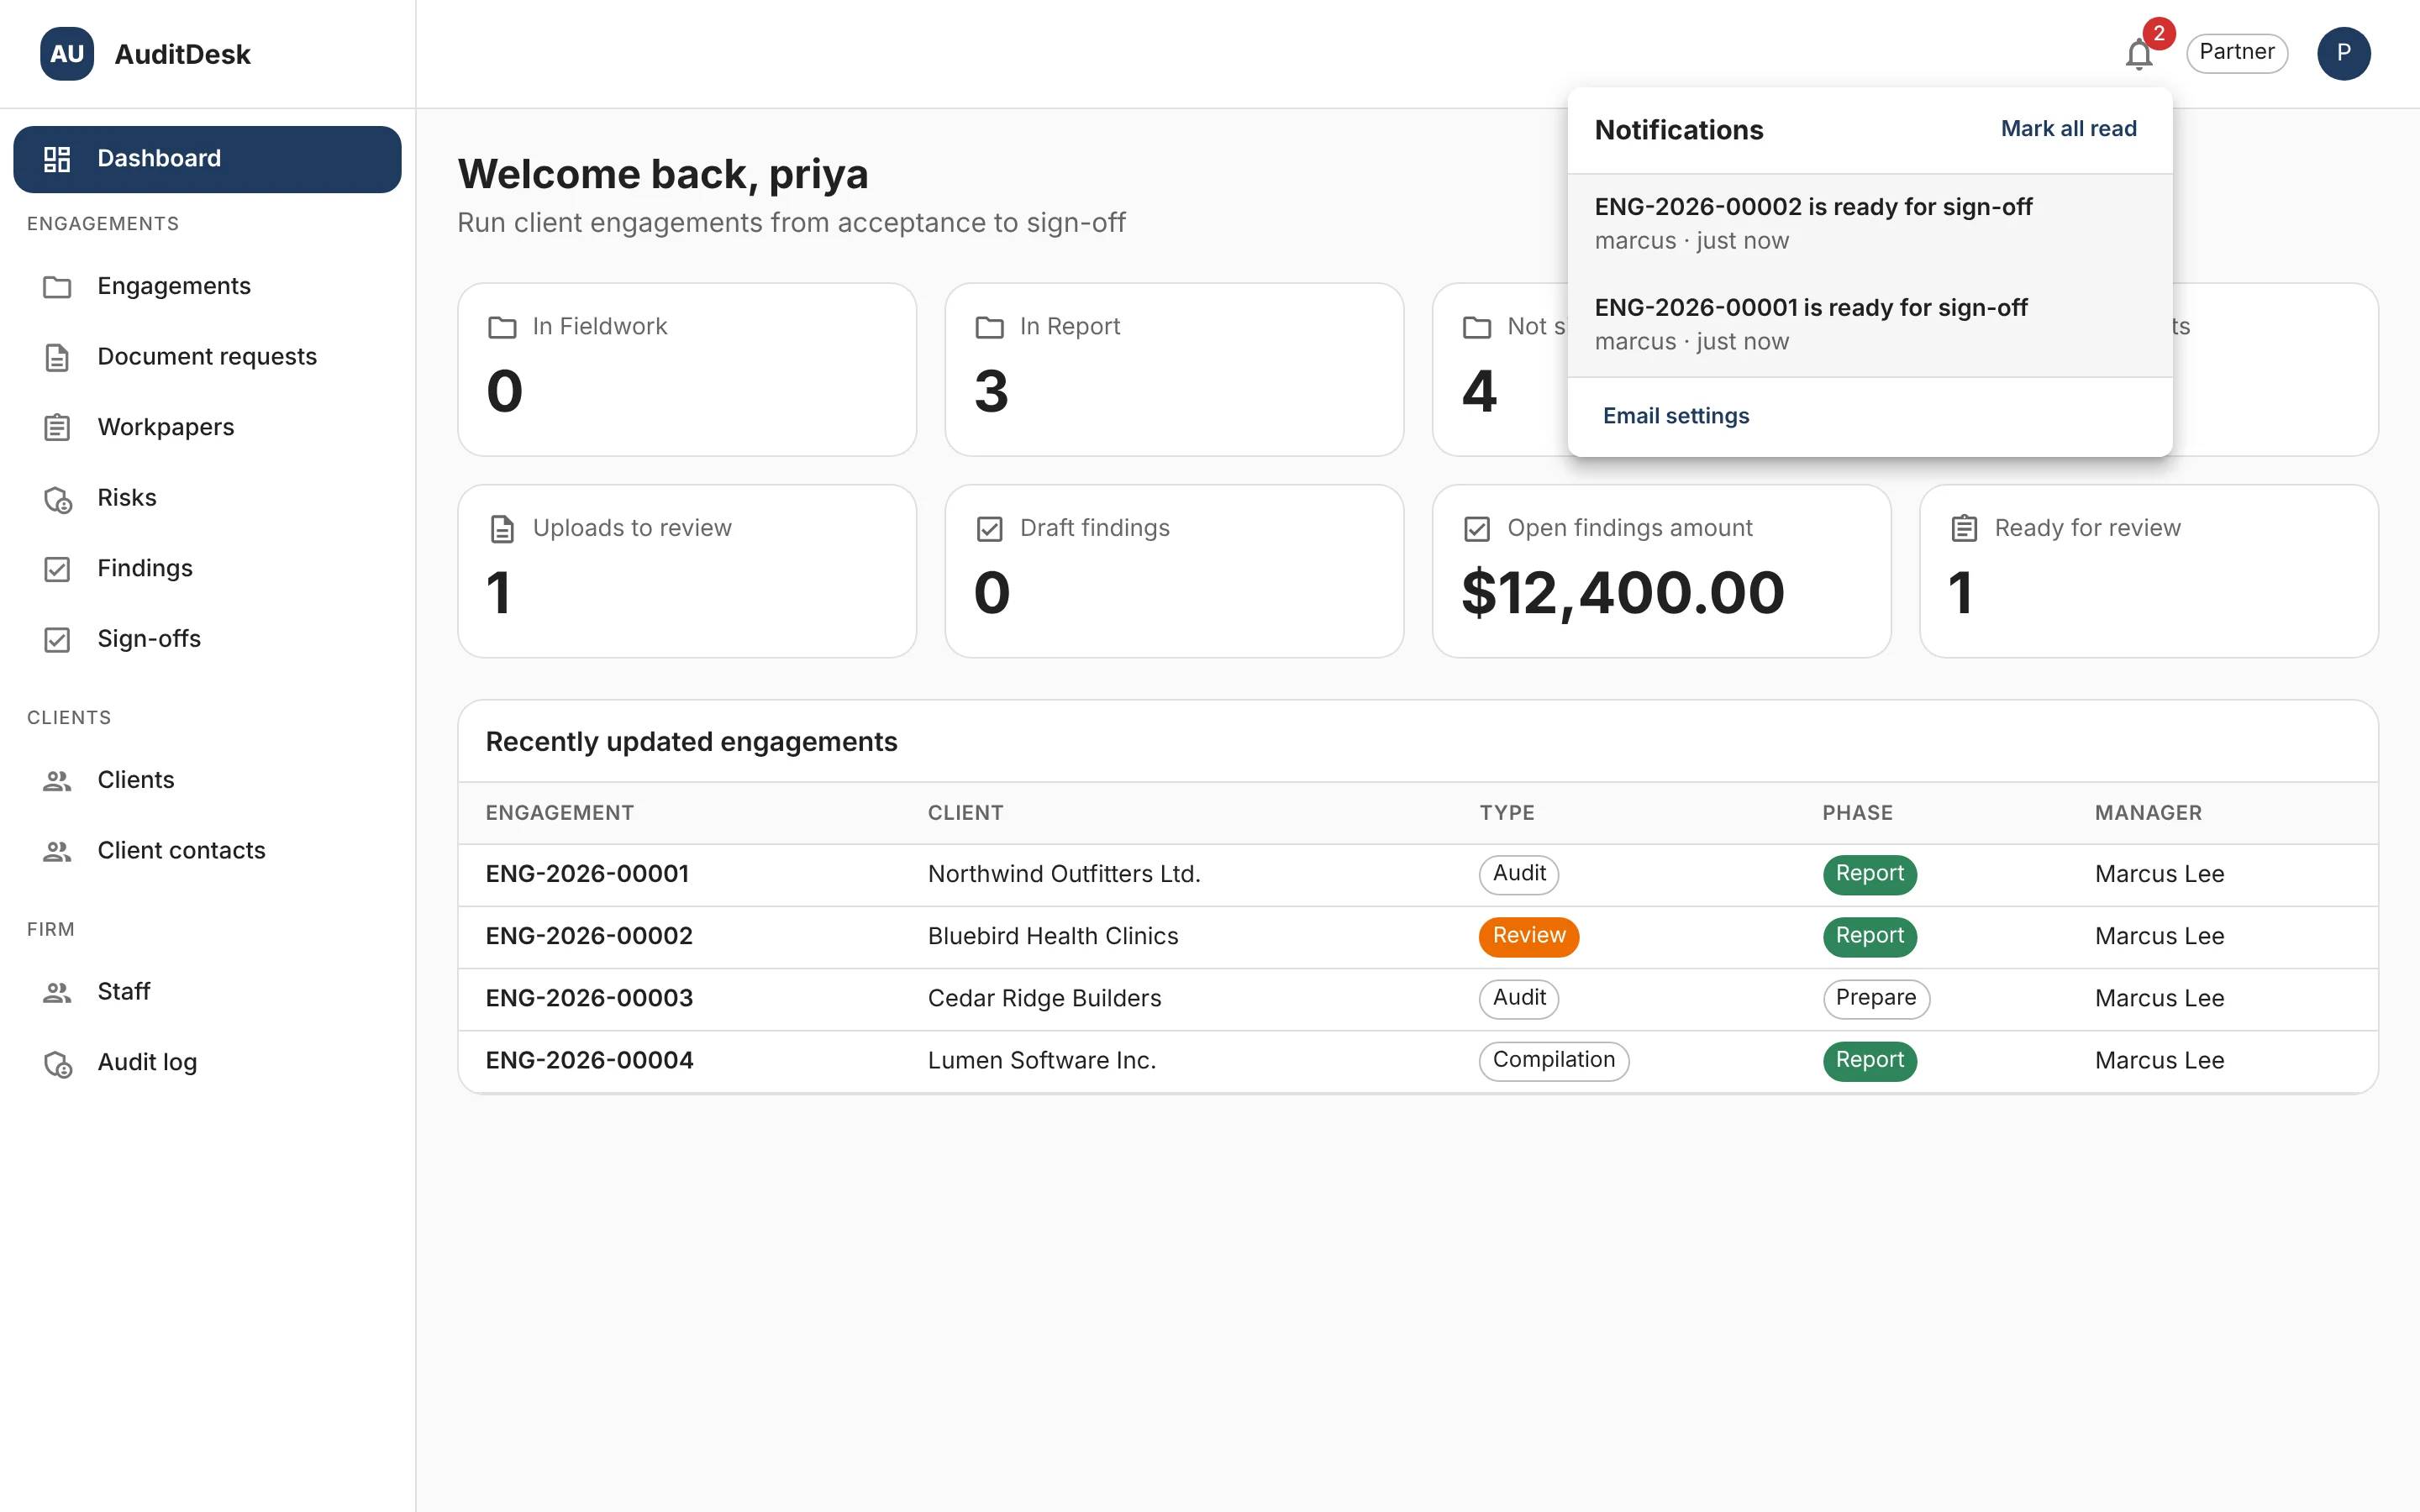 AU AuditDesk
2
Partner
P
Dashboard
ENGAGEMENTS
Engagements
Document requests
Workpapers
Risks
Findings
Sign-offs
CLIENTS
Clients
Client contacts
FIRM
Staff
Audit log
Welcome back, priya
Run client engagements from acceptance to sign-off
Notifications
Mark all read
ENG-2026-00002 is ready for sign-off
marcus · just now
ENG-2026-00001 is ready for sign-off
marcus · just now
Email settings
In Fieldwork
0
In Report
3
Not
4
Uploads to review
1
Draft findings
0
Open findings amount
$12,400.00
Ready for review
1
Recently updated engagements
ENGAGEMENT CLIENT TYPE PHASE MANAGER
ENG-2026-00001 Northwind Outfitters Ltd. Audit Report Marcus Lee
ENG-2026-00002 Bluebird Health Clinics Review Report Marcus Lee
ENG-2026-00003 Cedar Ridge Builders Audit Prepare Marcus Lee
ENG-2026-00004 Lumen Software Inc. Compilation Report Marcus Lee